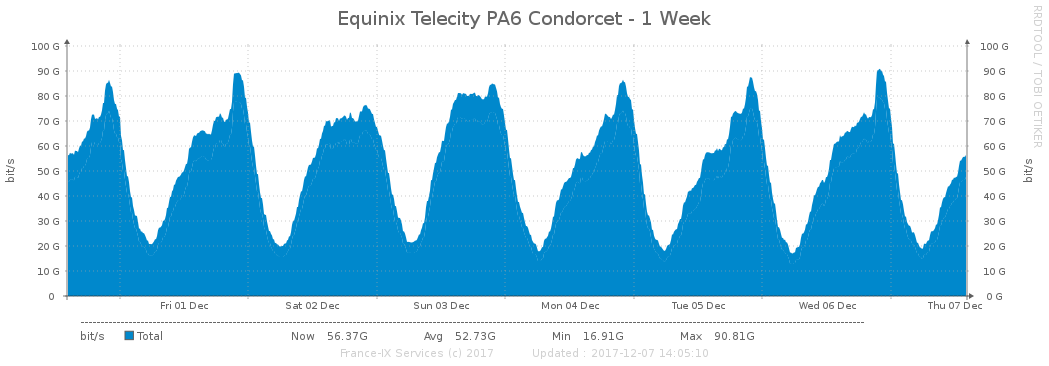 Equinix Telecity PA6 Condorcet - 1 Week
RRDTOOL / TOBI OETIKER
bit/s
100 G
90 G
80 G
70 G
60 G
50 G
40 G
30 G
20 G
10 G
0
100 G
90 G
80 G
70 G
60 G
50 G
40 G
30 G
20 G
10 G
0 G
bit/s
Fri 01 Dec Sat 02 Dec Sun 03 Dec Mon 04 Dec Tue 05 Dec Wed 06 Dec Thu 07 Dec
bit/s Total Now 56.37G Avg 52.73G Min 16.91G Max 90.81G
France-IX Services (c) 2017 Updated : 2017-12-07 14:05:10